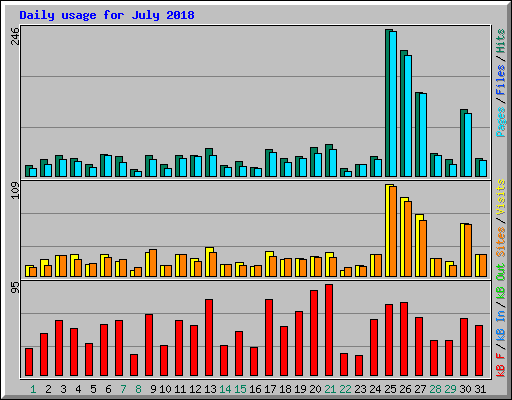 Daily usage for July 2018
246
109
95
Pages / Files / Hits
Sites / Visits
kB F / kB In / kB Out
1 2 3 4 5 6 7 8 9 10 11 12 13 14 15 16 17 18 19 20 21 22 23 24 25 26 27 28 29 30 31